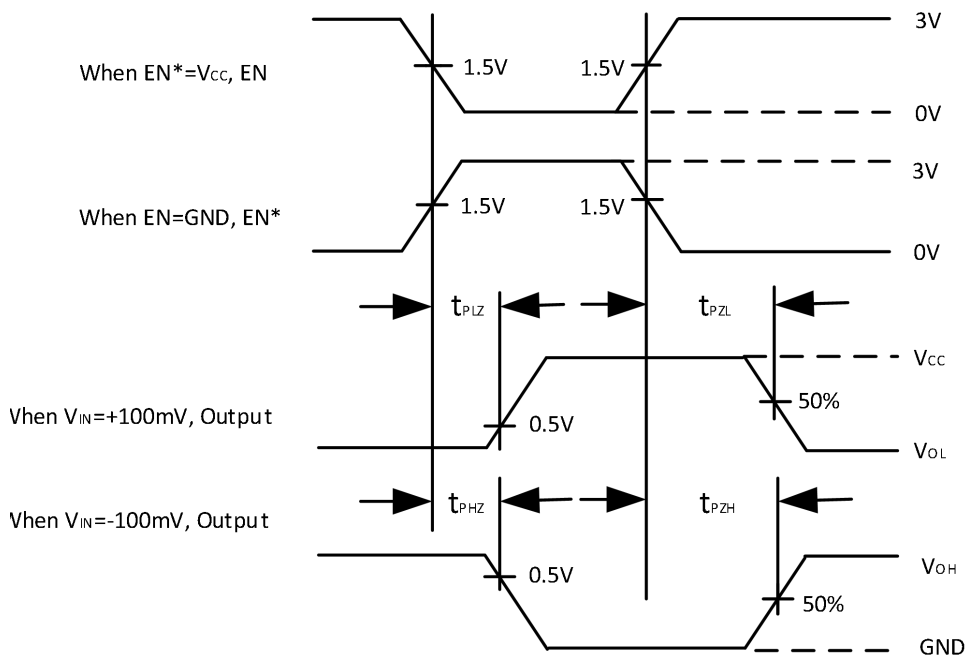 3V
When EN*=VCC, EN
1.5V
1.5V
0V
3V
When EN=GND, EN*
1.5V
1.5V
0V
tPLZ
tPZL
VCC
When VIN=+100mV, Output
0.5V
50%
VOL
tPHZ
tPZH
When VIN=-100mV, Output
0.5V
VOH
50%
GND